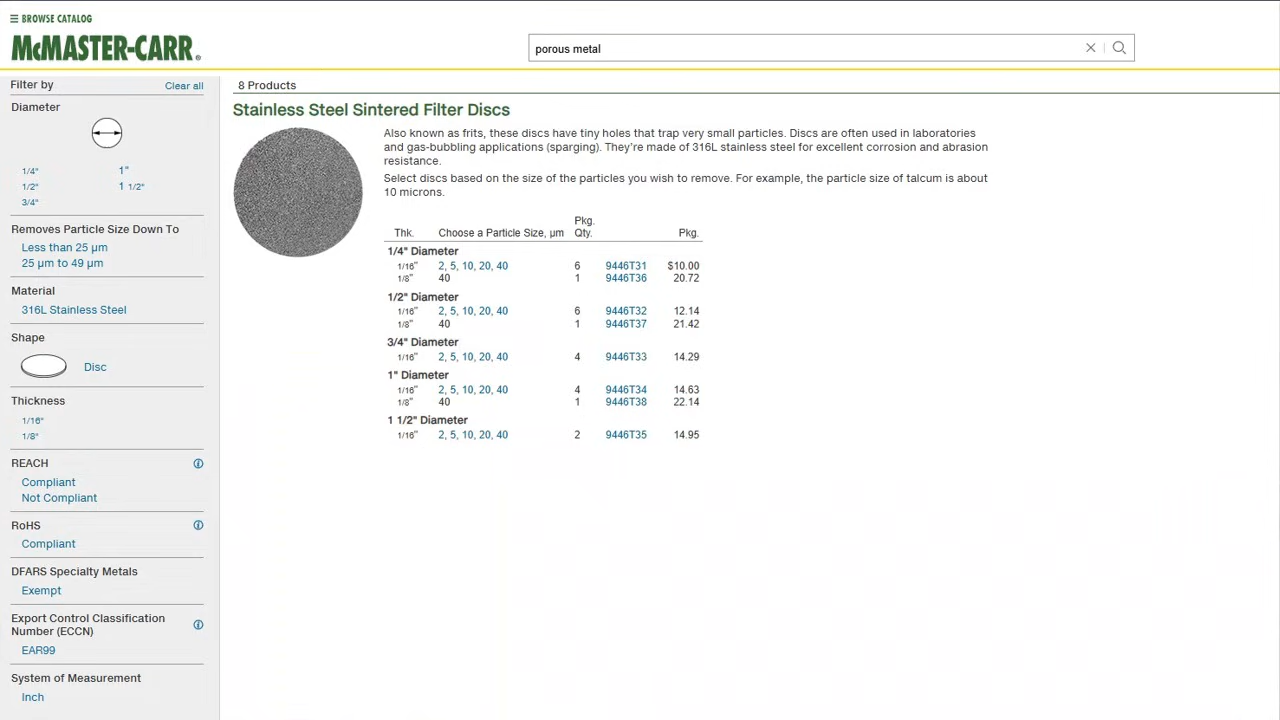 BROWSE CATALOG
McMASTER-CARR®
porous metal
Filter by
Clear all
Diameter
1/4"
1"
1/2"
1 1/2"
3/4"
Removes Particle Size Down To
Less than 25 µm
25 µm to 49 µm
Material
316L Stainless Steel
Shape
Disc
Thickness
1/16"
1/8"
REACH
Compliant
Not Compliant
RoHS
Compliant
DFARS Specialty Metals
Exempt
Export Control Classification
Number (ECCN)
EAR99
System of Measurement
Inch
8 Products
Stainless Steel Sintered Filter Discs
Also known as frits, these discs have tiny holes that trap very small particles. Discs are often used in laboratories
and gas-bubbling applications (sparging). They're made of 316L stainless steel for excellent corrosion and abrasion
resistance.
Select discs based on the size of the particles you wish to remove. For example, the particle size of talcum is about
10 microns.
Pkg.
Thk. Choose a Particle Size, µm Qty. Pkg.
1/4" Diameter
1/16" 2, 5, 10, 20, 40 6 9446T31 $10.00
1/8" 40 1 9446T36 20.72
1/2" Diameter
1/16" 2, 5, 10, 20, 40 6 9446T32 12.14
1/8" 40 1 9446T37 21.42
3/4" Diameter
1/16" 2, 5, 10, 20, 40 4 9446T33 14.29
1" Diameter
1/16" 2, 5, 10, 20, 40 4 9446T34 14.63
1/8" 40 1 9446T38 22.14
1 1/2" Diameter
1/16" 2, 5, 10, 20, 40 2 9446T35 14.95